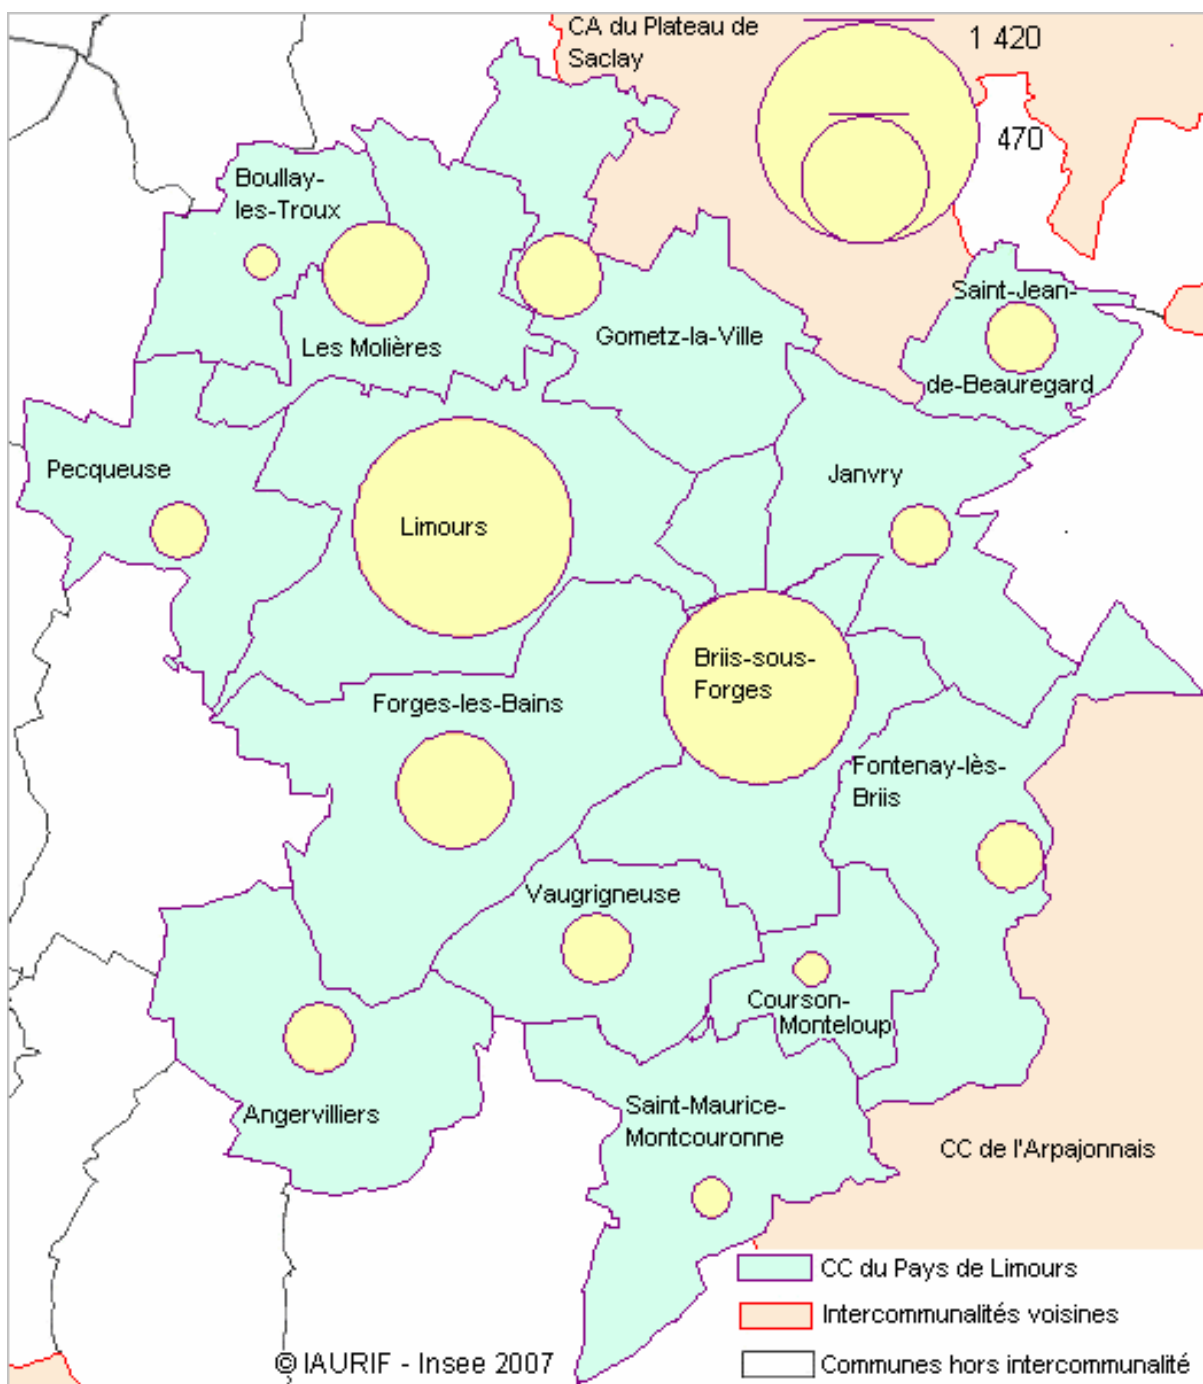 CA du Plateau de
Saclay
1 420
470
Boullay-
les-Troux
Les Molières
Gometz-la-Ville
Saint-Jean-
de-Beauregard
Pecqueuse
Janvry
Limours
Briis-sous-
Forges
Forges-les-Bains
Fontenay-lès-
Briis
Vaugrigneuse
Courson-
Monteloup
Angervilliers
Saint-Maurice-
Montcouronne
CC de l'Arpajonnais
CC du Pays de Limours
Intercommunalités voisines
Communes hors intercommunalité
© IAURIF - Insee 2007